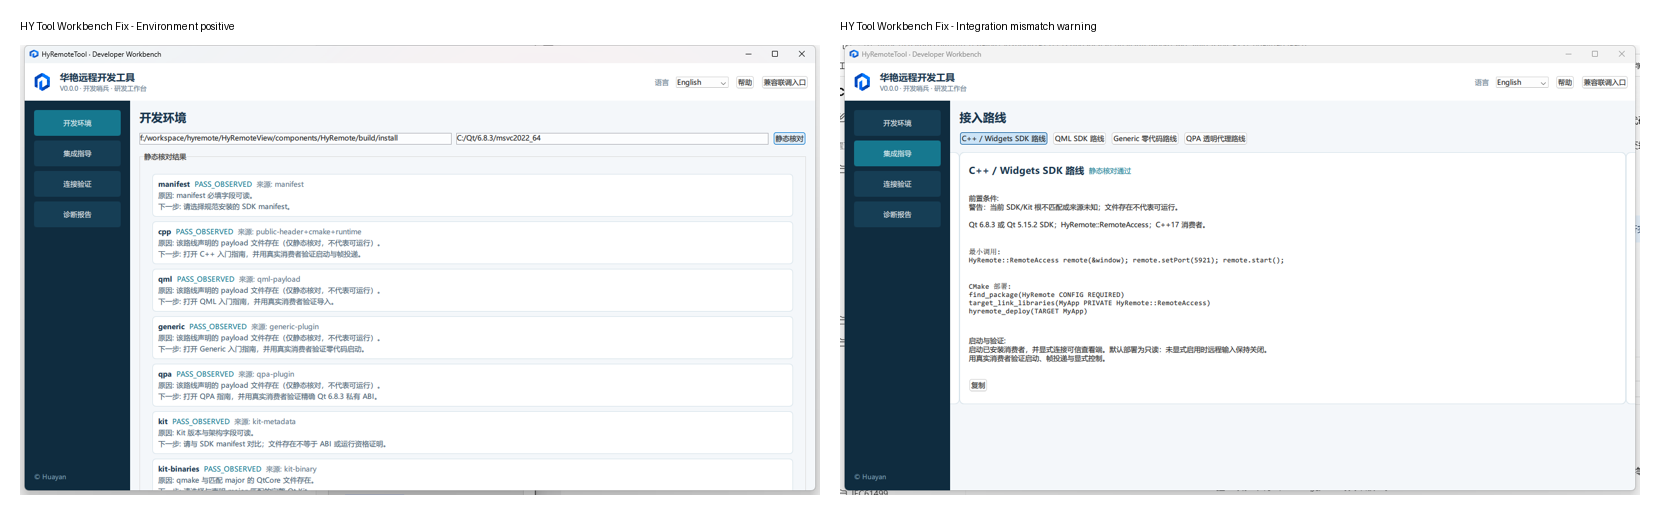 HY Tool Workbench Fix - Environment positive
HyRemoteTool - Developer Workbench
华艳远程开发工具
V0.0.0 · 开发哨兵 · 研发工作台
语言
English
帮助
兼容联调入口
开发环境
集成指导
连接验证
诊断报告
© Huayan
开发环境
f:/workspace/hyremote/HyRemoteView/components/HyRemote/build/install
C:/Qt/6.8.3/msvc2022_64
静态核对
静态核对结果
manifest PASS_OBSERVED 来源: manifest
原因: manifest 必填字段可读。
下一步: 请选择规范安装的 SDK manifest。
cpp PASS_OBSERVED 来源: public-header+cmake+runtime
原因: 该路线声明的 payload 文件存在（仅静态核对，不代表可运行）。
下一步: 打开 C++ 入门指南，并用真实消费者验证启动与帧投递。
qml PASS_OBSERVED 来源: qml-payload
原因: 该路线声明的 payload 文件存在（仅静态核对，不代表可运行）。
下一步: 打开 QML 入门指南，并用真实消费者验证导入。
generic PASS_OBSERVED 来源: generic-plugin
原因: 该路线声明的 payload 文件存在（仅静态核对，不代表可运行）。
下一步: 打开 Generic 入门指南，并用真实消费者验证零代码启动。
qpa PASS_OBSERVED 来源: qpa-plugin
原因: 该路线声明的 payload 文件存在（仅静态核对，不代表可运行）。
下一步: 打开 QPA 指南，并用真实消费者验证精确 Qt 6.8.3 私有 ABI。
kit PASS_OBSERVED 来源: kit-metadata
原因: Kit 版本与架构字段可读。
下一步: 请与 SDK manifest 对比；文件存在不等于 ABI 或运行资格证明。
kit-binaries PASS_OBSERVED 来源: kit-binary
原因: qmake 与匹配 major 的 QtCore 文件存在。
HY Tool Workbench Fix - Integration mismatch warning
HyRemoteTool - Developer Workbench
华艳远程开发工具
V0.0.0 · 开发哨兵 · 研发工作台
语言
English
帮助
兼容联调入口
开发环境
集成指导
连接验证
诊断报告
© Huayan
接入路线
C++ / Widgets SDK 路线
QML SDK 路线
Generic 零代码路线
QPA 透明代理路线
C++ / Widgets SDK 路线 静态核对通过
前置条件:
警告: 当前 SDK/Kit 根不匹配或来源未知；文件存在不代表可运行。
Qt 6.8.3 或 Qt 5.15.2 SDK；HyRemote::RemoteAccess；C++17 消费者。
最小调用:
HyRemote::RemoteAccess remote(&window); remote.setPort(5921); remote.start();
CMake 部署:
find_package(HyRemote CONFIG REQUIRED)
target_link_libraries(MyApp PRIVATE HyRemote::RemoteAccess)
hyremote_deploy(TARGET MyApp)
启动与验证:
启动已安装消费者，并显式连接可信查看端。默认部署为只读：未显式启用时远程输入保持关闭。
用真实消费者验证启动、帧投递与显式控制。
复制